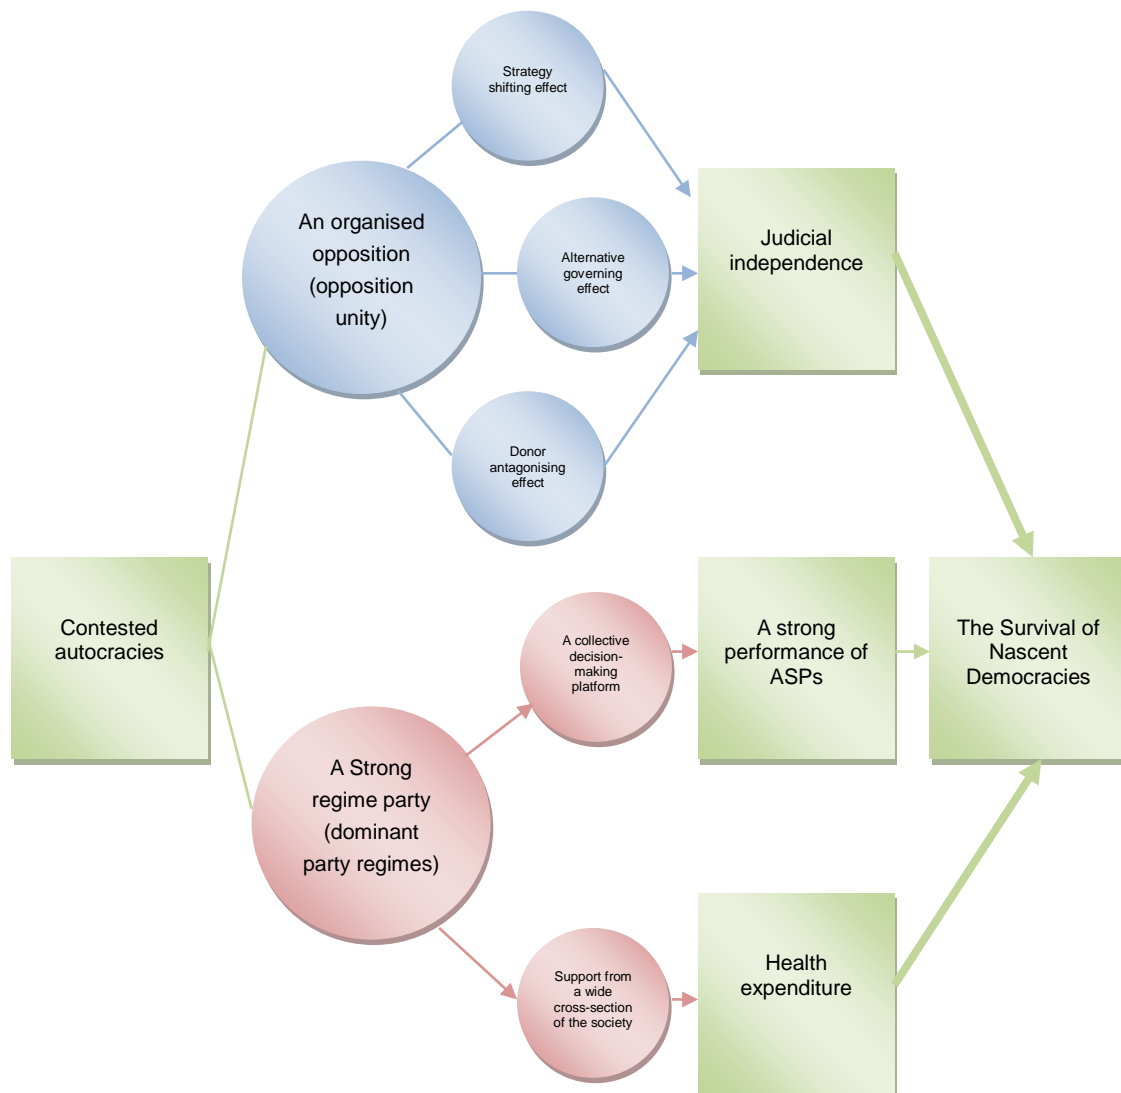 Strategy
shifting effect
An organised
opposition
(opposition
unity)
Alternative
governing
effect
Judicial
independence
Donor
antagonising
effect
Contested
autocracies
A collective
decision-
making
platform
A strong
performance of
ASPs
The Survival of
Nascent
Democracies
A Strong
regime party
(dominant
party regimes)
Support from
a wide
cross-section
of the society
Health
expenditure